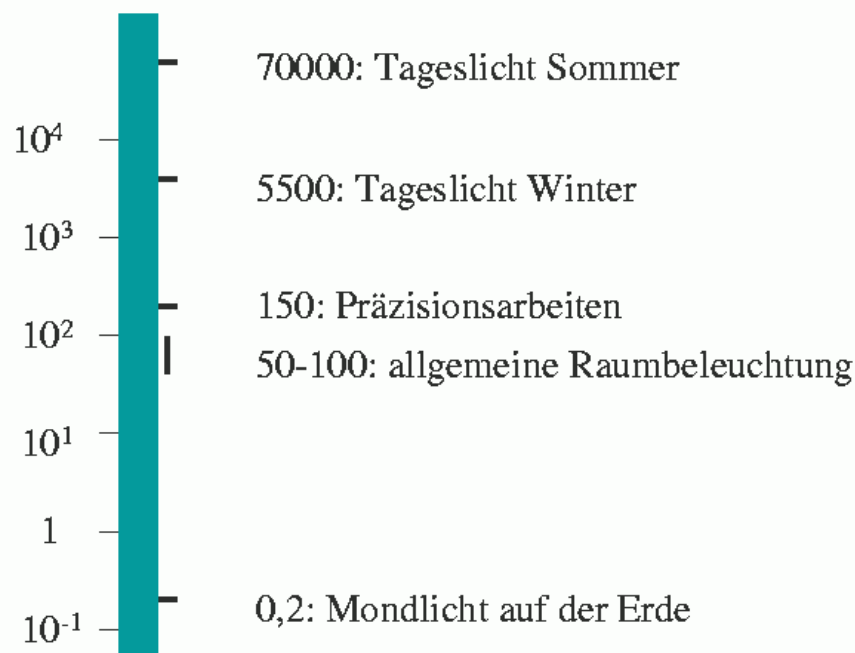 70000: Tageslicht Sommer
10⁴
5500: Tageslicht Winter
10³
150: Präzisionsarbeiten
10²
50-100: allgemeine Raumbeleuchtung
10¹
1
0,2: Mondlicht auf der Erde
10⁻¹